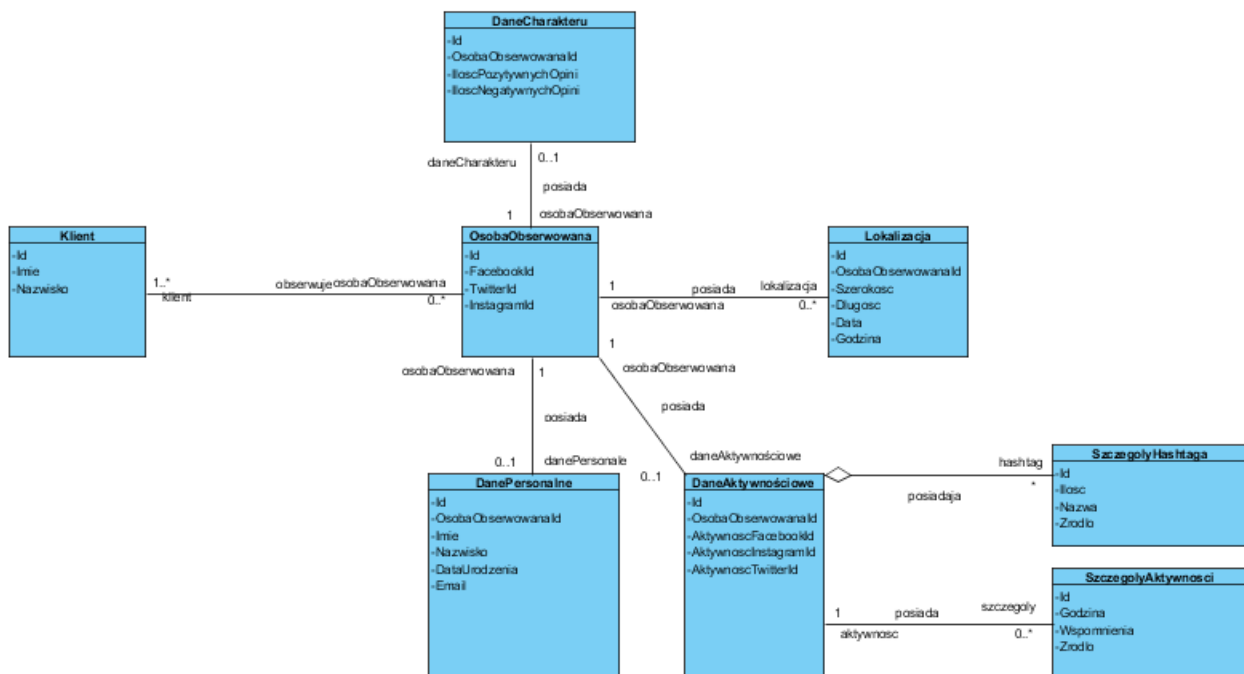 DaneCharakteru
-Id
-OsobaObserwowanaId
-IloscPozytywnychOpini
-IloscNegatywnychOpini
daneCharakteru
0..1
posiada
1
osobaObserwowana
Klient
-Id
-Imie
-Nazwisko
1..*
klient
obserwuje
osobaObserwowana
0..*
OsobaObserwowana
-Id
-FacebookId
-TwitterId
-InstagramId
1
osobaObserwowana
posiada
lokalizacja
0..*
Lokalizacja
-Id
-OsobaObserwowanaId
-Szerokosc
-Dlugosc
-Data
-Godzina
osobaObserwowana
1
posiada
0..1
danePersonale
1
osobaObserwowana
posiada
daneAktywnościowe
0..1
DanePersonalne
-Id
-OsobaObserwowanaId
-Imie
-Nazwisko
-DataUrodzenia
-Email
DaneAktywnościowe
-Id
-OsobaObserwowanaId
-AktywnoscFacebookId
-AktywnoscInstagramId
-AktywnoscTwitterId
hashtag
posiadaja
*
SzczegolyHashtaga
-Id
-Ilosc
-Nazwa
-Zrodlo
1
aktywnosc
posiada
szczegoly
0..*
SzczegolyAktywnosci
-Id
-Godzina
-Wspomnienia
-Zrodlo